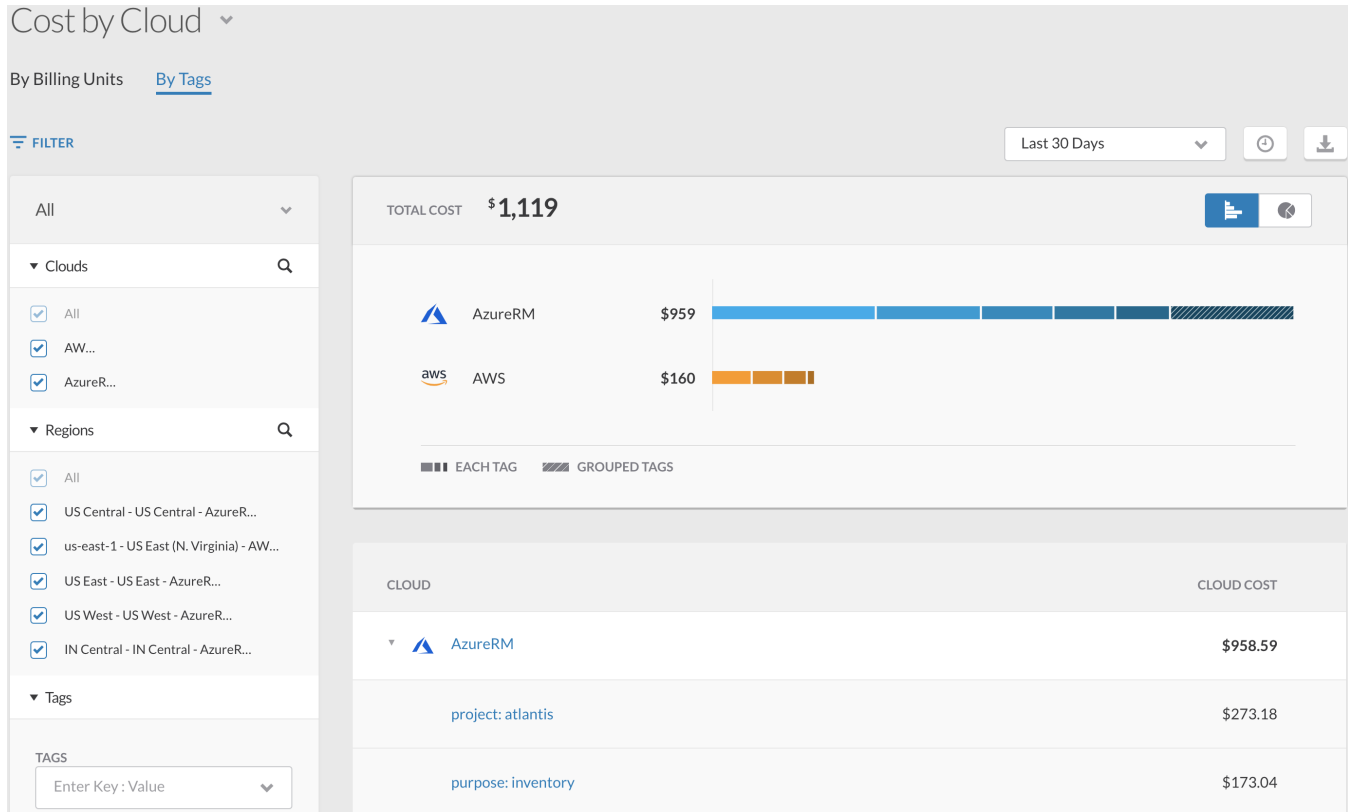 Cost by Cloud
By Billing Units By Tags
FILTER
Last 30 Days
All
TOTAL COST $1,119
Clouds
All
AW...
AzureR...
AzureRM $959
aws AWS $160
Regions
All
US Central - US Central - AzureR...
us-east-1 - US East (N. Virginia) - AW...
US East - US East - AzureR...
US West - US West - AzureR...
IN Central - IN Central - AzureR...
Tags
TAGS
Enter Key : Value
EACH TAG GROUPED TAGS
CLOUD CLOUD COST
AzureRM $958.59
project: atlantis $273.18
purpose: inventory $173.04